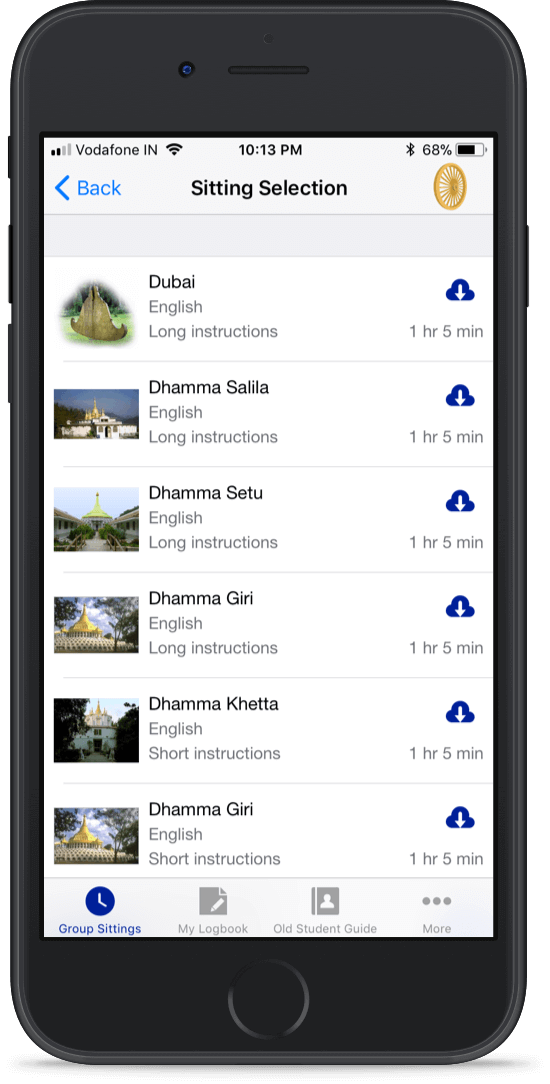 Vodafone IN 10:13 PM 68%
Back Sitting Selection
Dubai
English
Long instructions 1 hr 5 min
Dhamma Salila
English
Long instructions 1 hr 5 min
Dhamma Setu
English
Long instructions 1 hr 5 min
Dhamma Giri
English
Long instructions 1 hr 5 min
Dhamma Khetta
English
Short instructions 1 hr 5 min
Dhamma Giri
English
Short instructions 1 hr 5 min
Group Sittings My Logbook Old Student Guide More